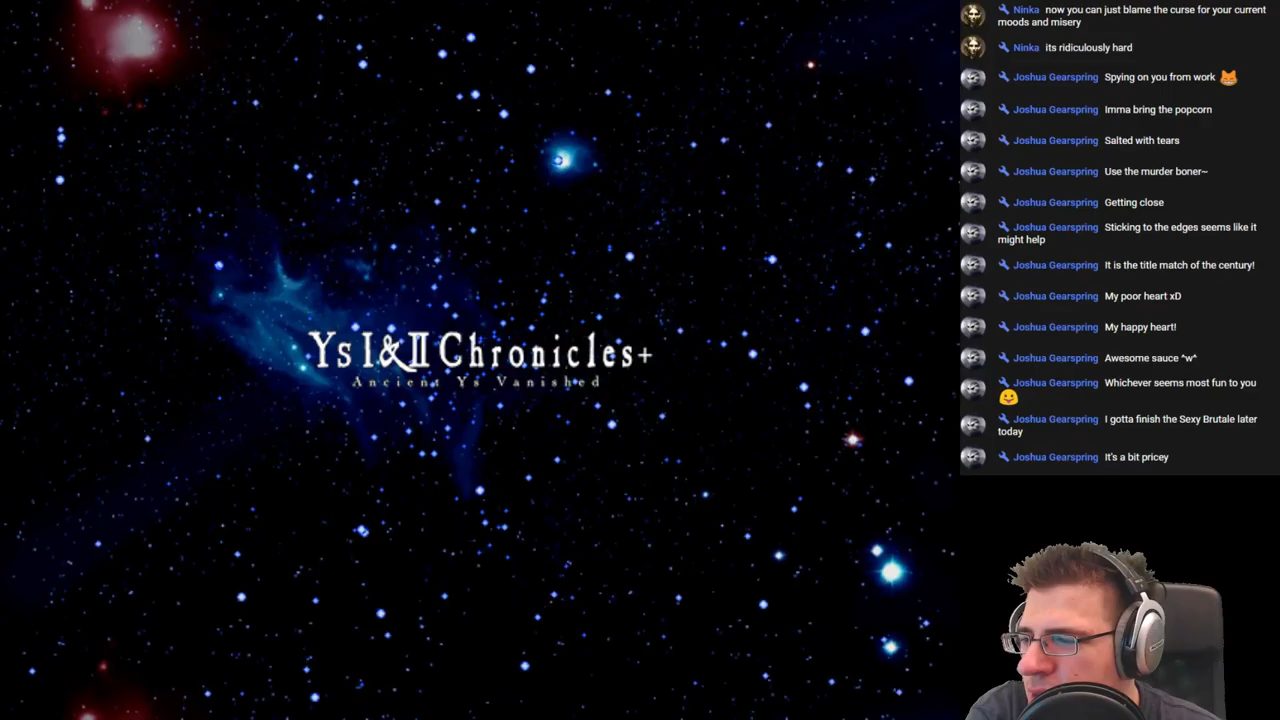 Ys I&II Chronicles+
Ancient Ys Vanished
Ninka now you can just blame the curse for your current
moods and misery
Ninka its ridiculously hard
Joshua Gearspring Spying on you from work
Joshua Gearspring Imma bring the popcorn
Joshua Gearspring Salted with tears
Joshua Gearspring Use the murder boner~
Joshua Gearspring Getting close
Joshua Gearspring Sticking to the edges seems like it
might help
Joshua Gearspring It is the title match of the century!
Joshua Gearspring My poor heart xD
Joshua Gearspring My happy heart!
Joshua Gearspring Awesome sauce ^w^
Joshua Gearspring Whichever seems most fun to you
Joshua Gearspring I gotta finish the Sexy Brutale later
today
Joshua Gearspring It's a bit pricey